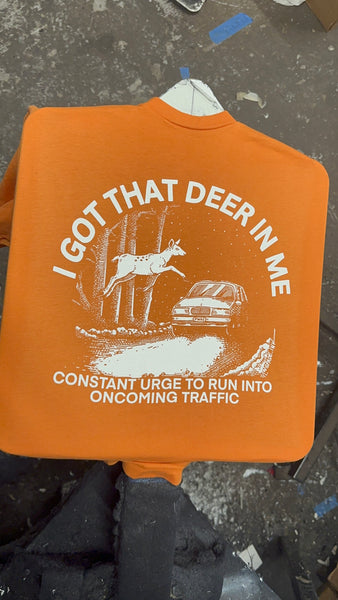 I GOT THAT DEER IN ME
CONSTANT URGE TO RUN INTO
ONCOMING TRAFFIC